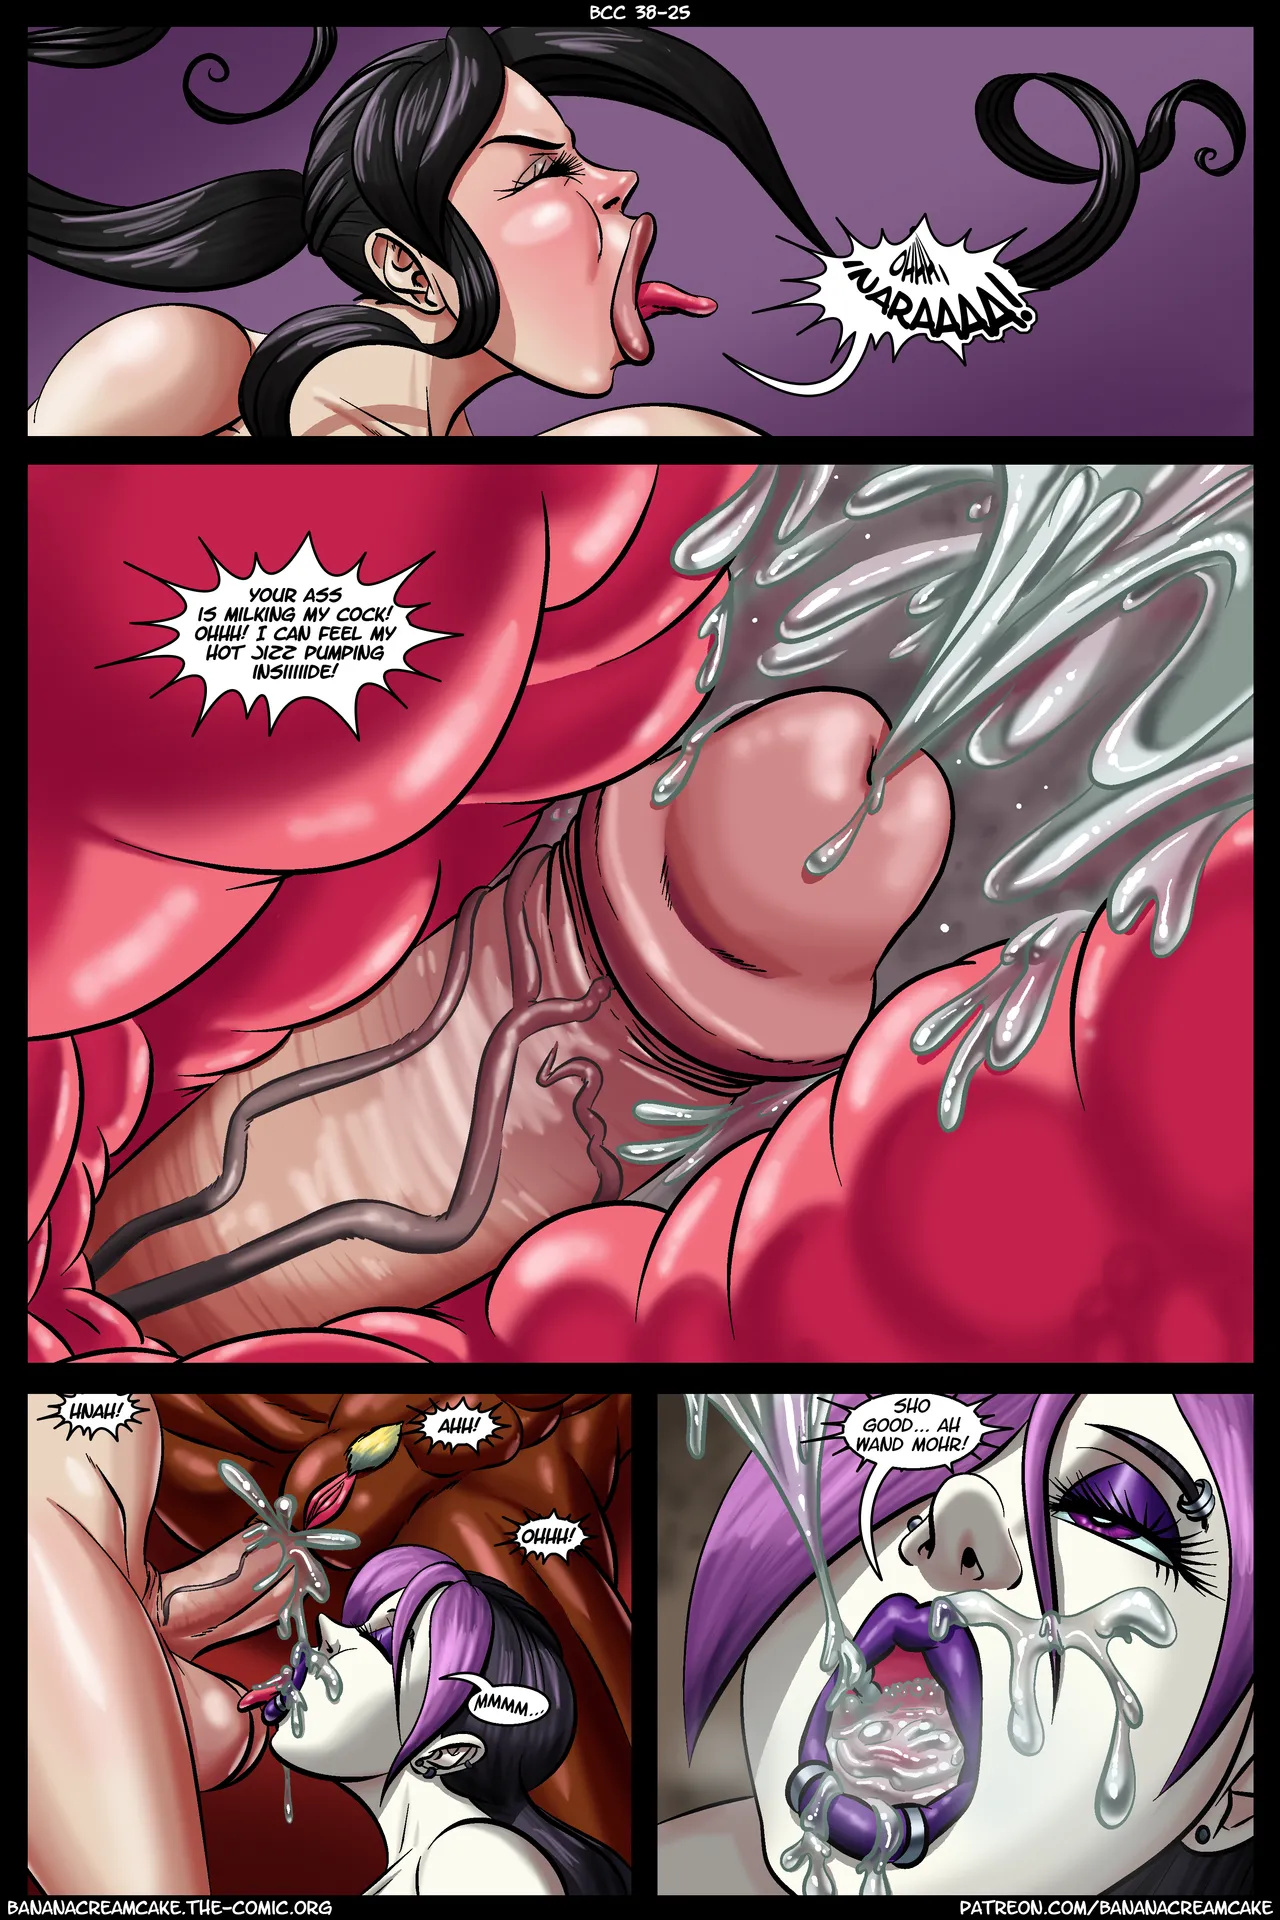 BCC 38-25
OHHH!
INARAAAA!
YOUR ASS
IS MILKING MY COCK!
OHHH! I CAN FEEL MY
HOT JIZZ PUMPING
INSIIIIIDE!
HNAH!
AHH!
OHHH!
MMMM...
SHO
GOOD... AH
WAND MOHR!
BANANACREAMCAKE.THE-COMIC.ORG
PATREON.COM/BANANACREAMCAKE